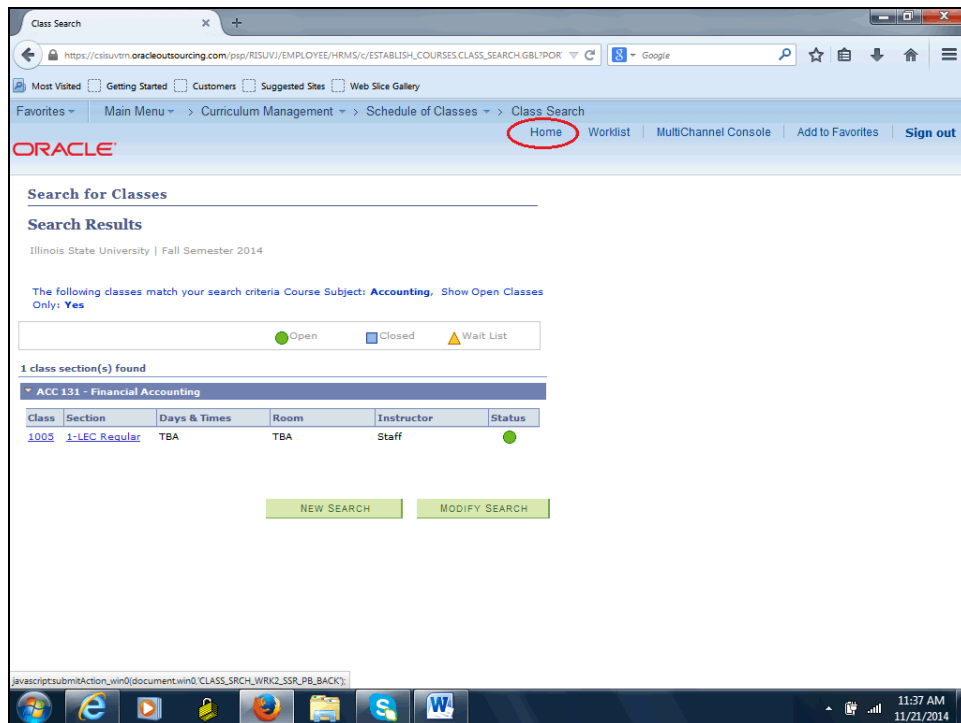 Class Search
https://csisuvtrn.oracleoutsourcing.com/psp/RISUVJ/EMPLOYEE/HRMS/c/ESTABLISH_COURSES.CLASS_SEARCH.GBL?POR
Google
Most Visited Getting Started Customers Suggested Sites Web Slice Gallery
Favorites Main Menu > Curriculum Management > Schedule of Classes > Class Search
Home Worklist MultiChannel Console Add to Favorites Sign out
ORACLE
Search for Classes
Search Results
Illinois State University | Fall Semester 2014
The following classes match your search criteria Course Subject: Accounting, Show Open Classes
Only: Yes
Open Closed Wait List
1 class section(s) found
ACC 131 - Financial Accounting
Class Section Days & Times Room Instructor Status
1005 1-LEC Regular TBA TBA Staff
NEW SEARCH MODIFY SEARCH
javascript:submitAction_win0(document.win0,'CLASS_SRCH_WRK2_SSR_PB_BACK');
11:37 AM
11/21/2014